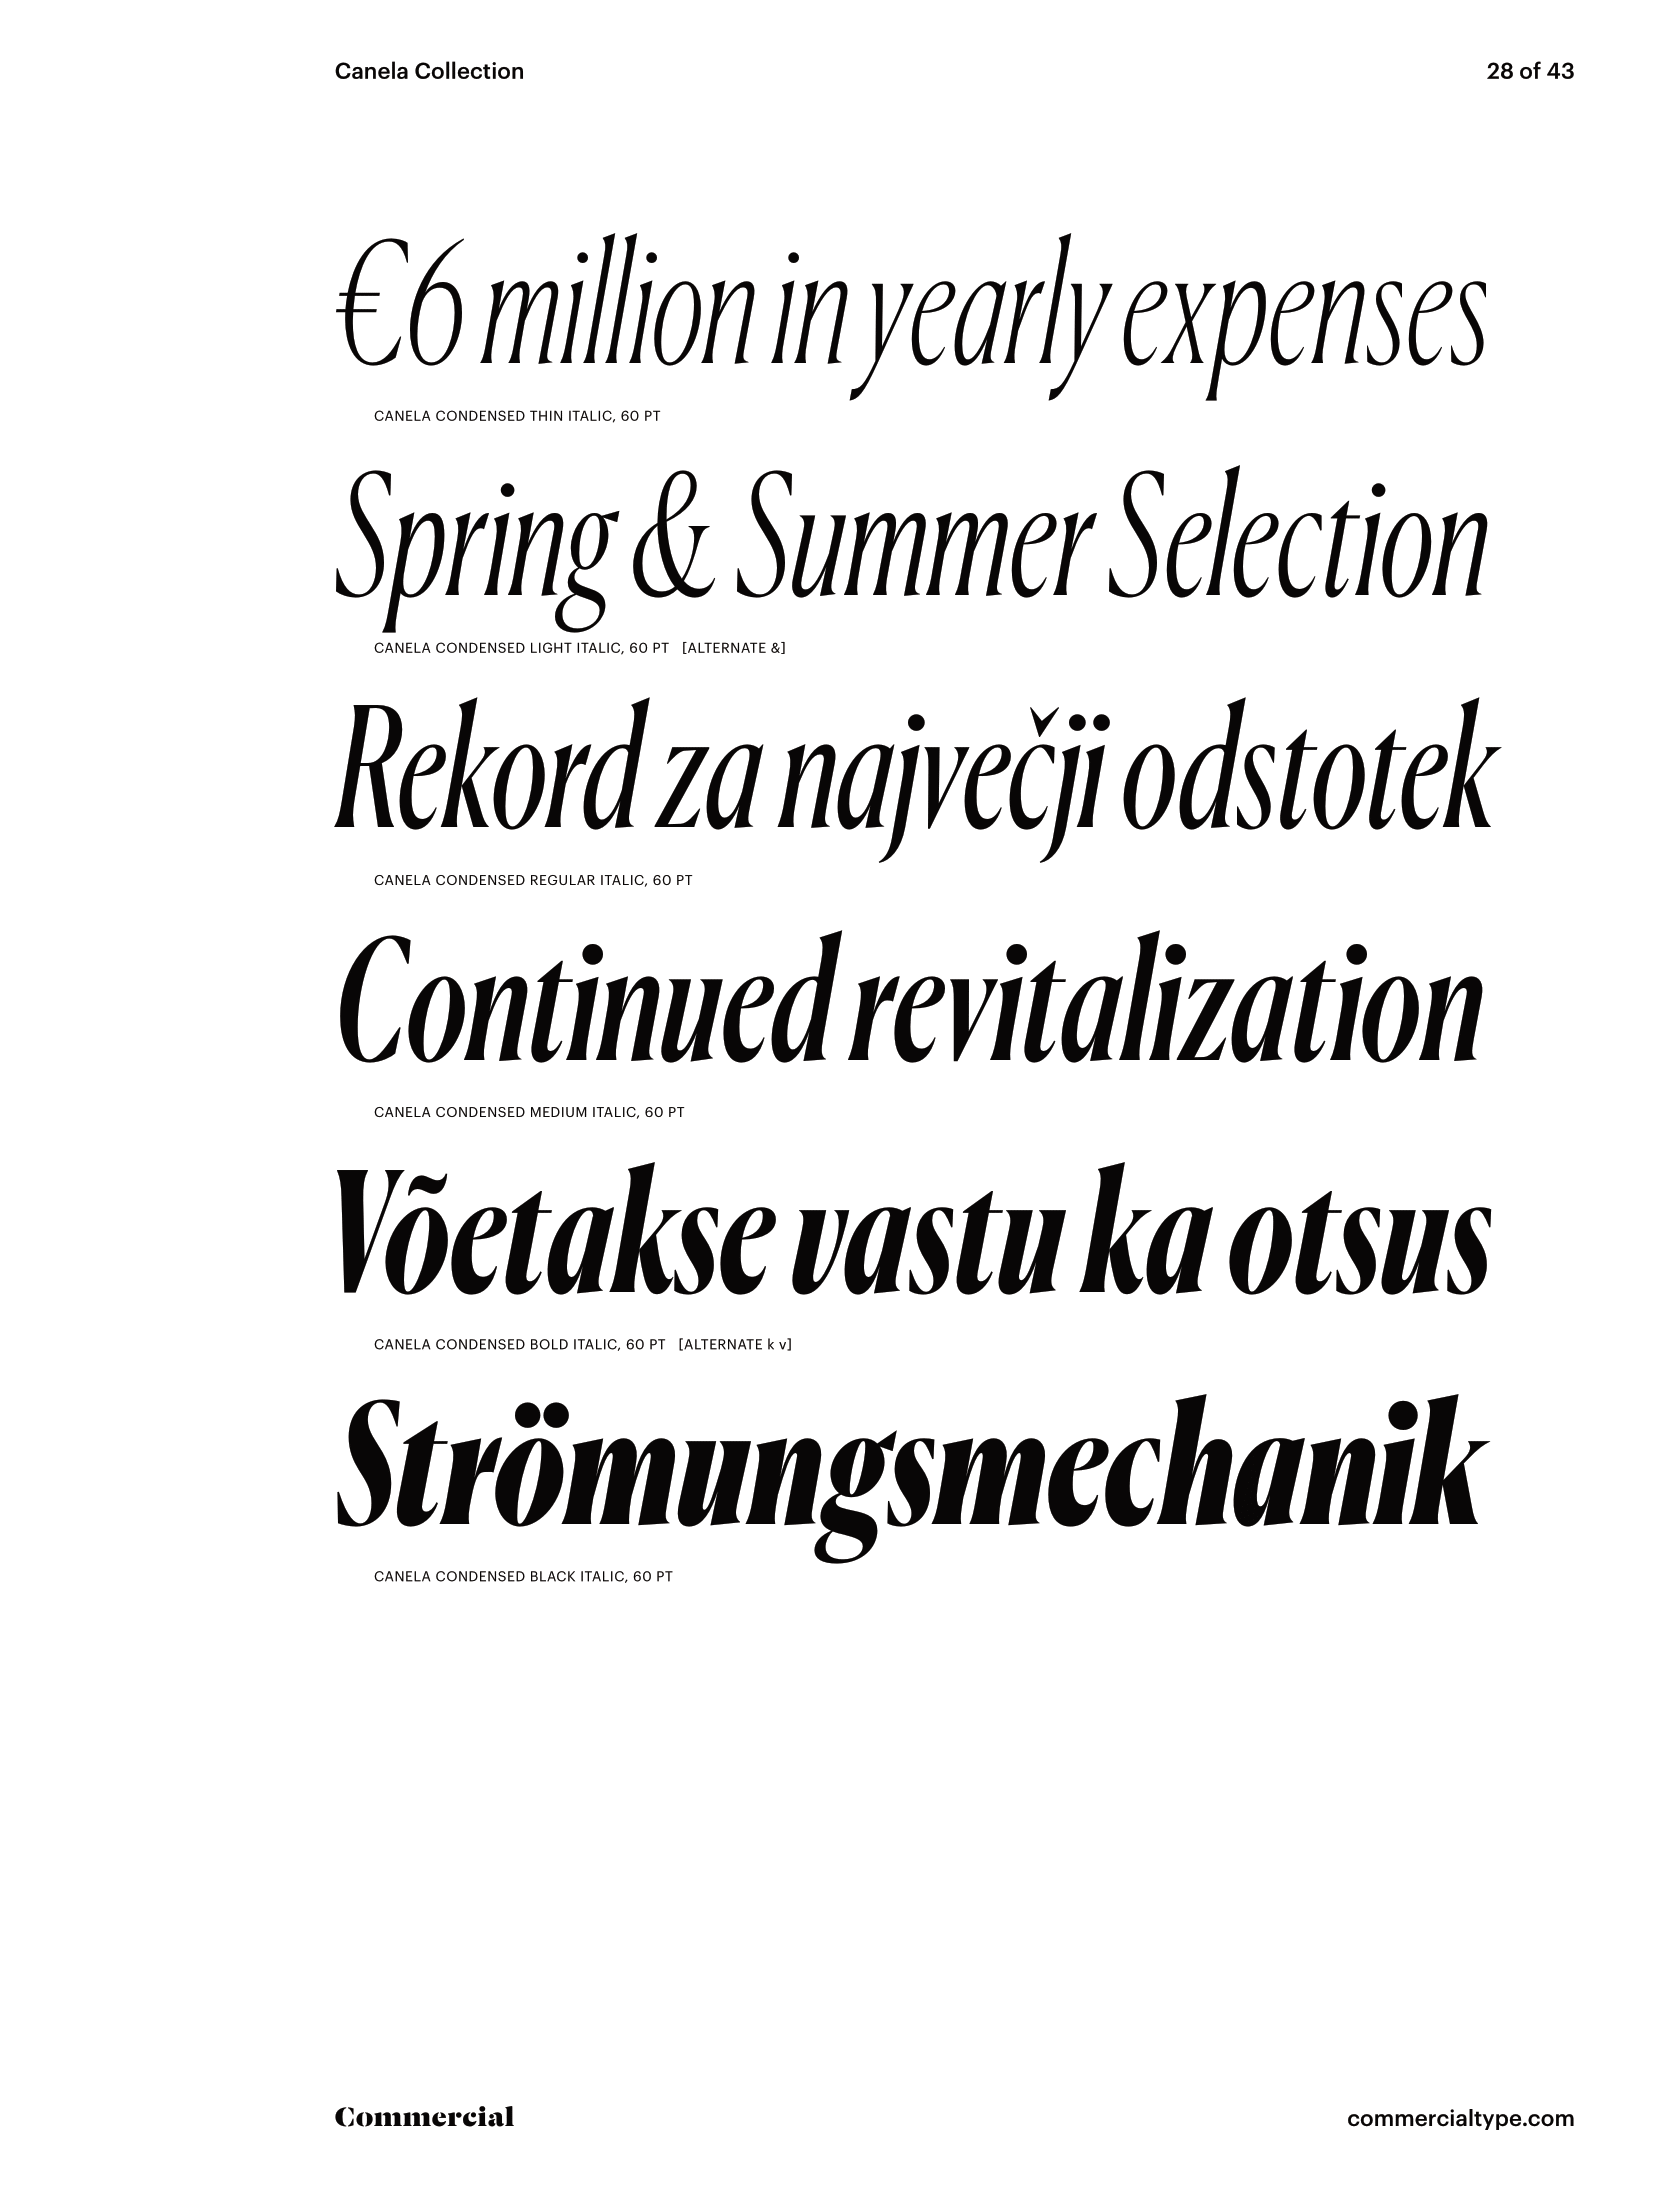 Canela Collection
28 of 43
€6 million in yearly expenses
CANELA CONDENSED THIN ITALIC, 60 PT
Spring & Summer Selection
CANELA CONDENSED LIGHT ITALIC, 60 PT [ALTERNATE &]
Rekord za največji odstotek
CANELA CONDENSED REGULAR ITALIC, 60 PT
Continued revitalization
CANELA CONDENSED MEDIUM ITALIC, 60 PT
Võetakse vastu ka otsus
CANELA CONDENSED BOLD ITALIC, 60 PT [ALTERNATE k v]
Strömungsmechanik
CANELA CONDENSED BLACK ITALIC, 60 PT
Commercial
commercialtype.com